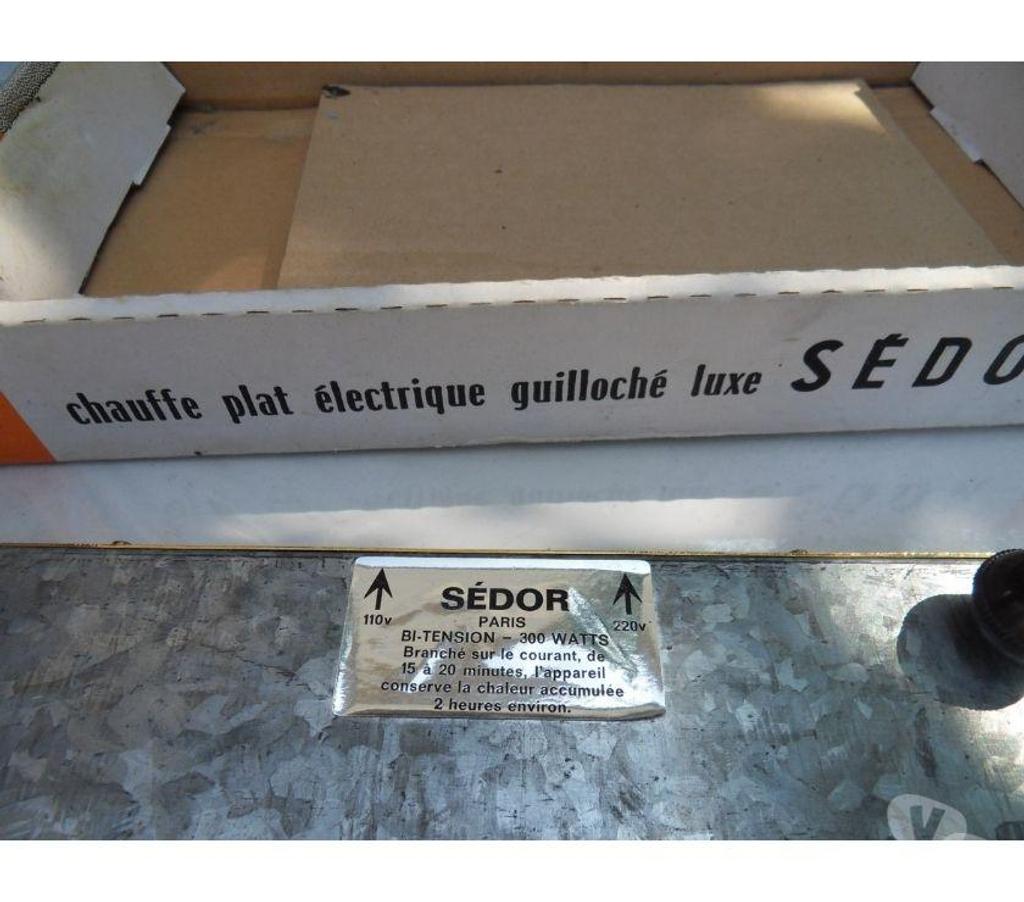 chauffe plat électrique guilloché luxe SÉDO
SÉDOR
PARIS
110v 220v
BI-TENSION - 300 WATTS
Branché sur le courant, de
15 à 20 minutes, l'appareil
conserve la chaleur accumulée
2 heures environ.
V